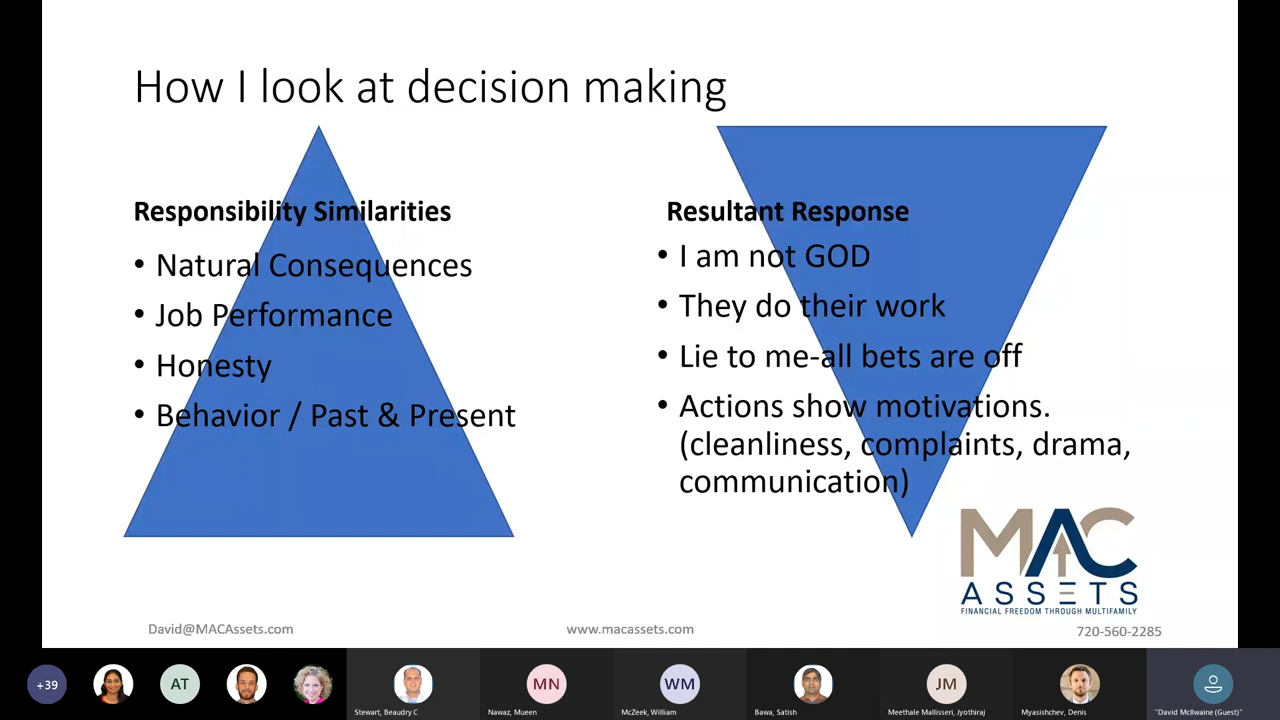 How I look at decision making
Responsibility Similarities
• Natural Consequences
• Job Performance
• Honesty
• Behavior / Past & Present
Resultant Response
• I am not GOD
• They do their work
• Lie to me-all bets are off
• Actions show motivations.
(cleanliness, complaints, drama,
communication)
MAC
ASSETS
FINANCIAL FREEDOM THROUGH MULTIFAMILY
David@MACAssets.com
www.macassets.com
720-560-2285
+39
AT
MN
WM
JM
Stewart, Beaudry C
Nawaz, Mueen
McZeek, William
Bawa, Satish
Meethale Mallisseri, Jyothiraj
Myasishchev, Denis
"David McIlwaine (Guest)"